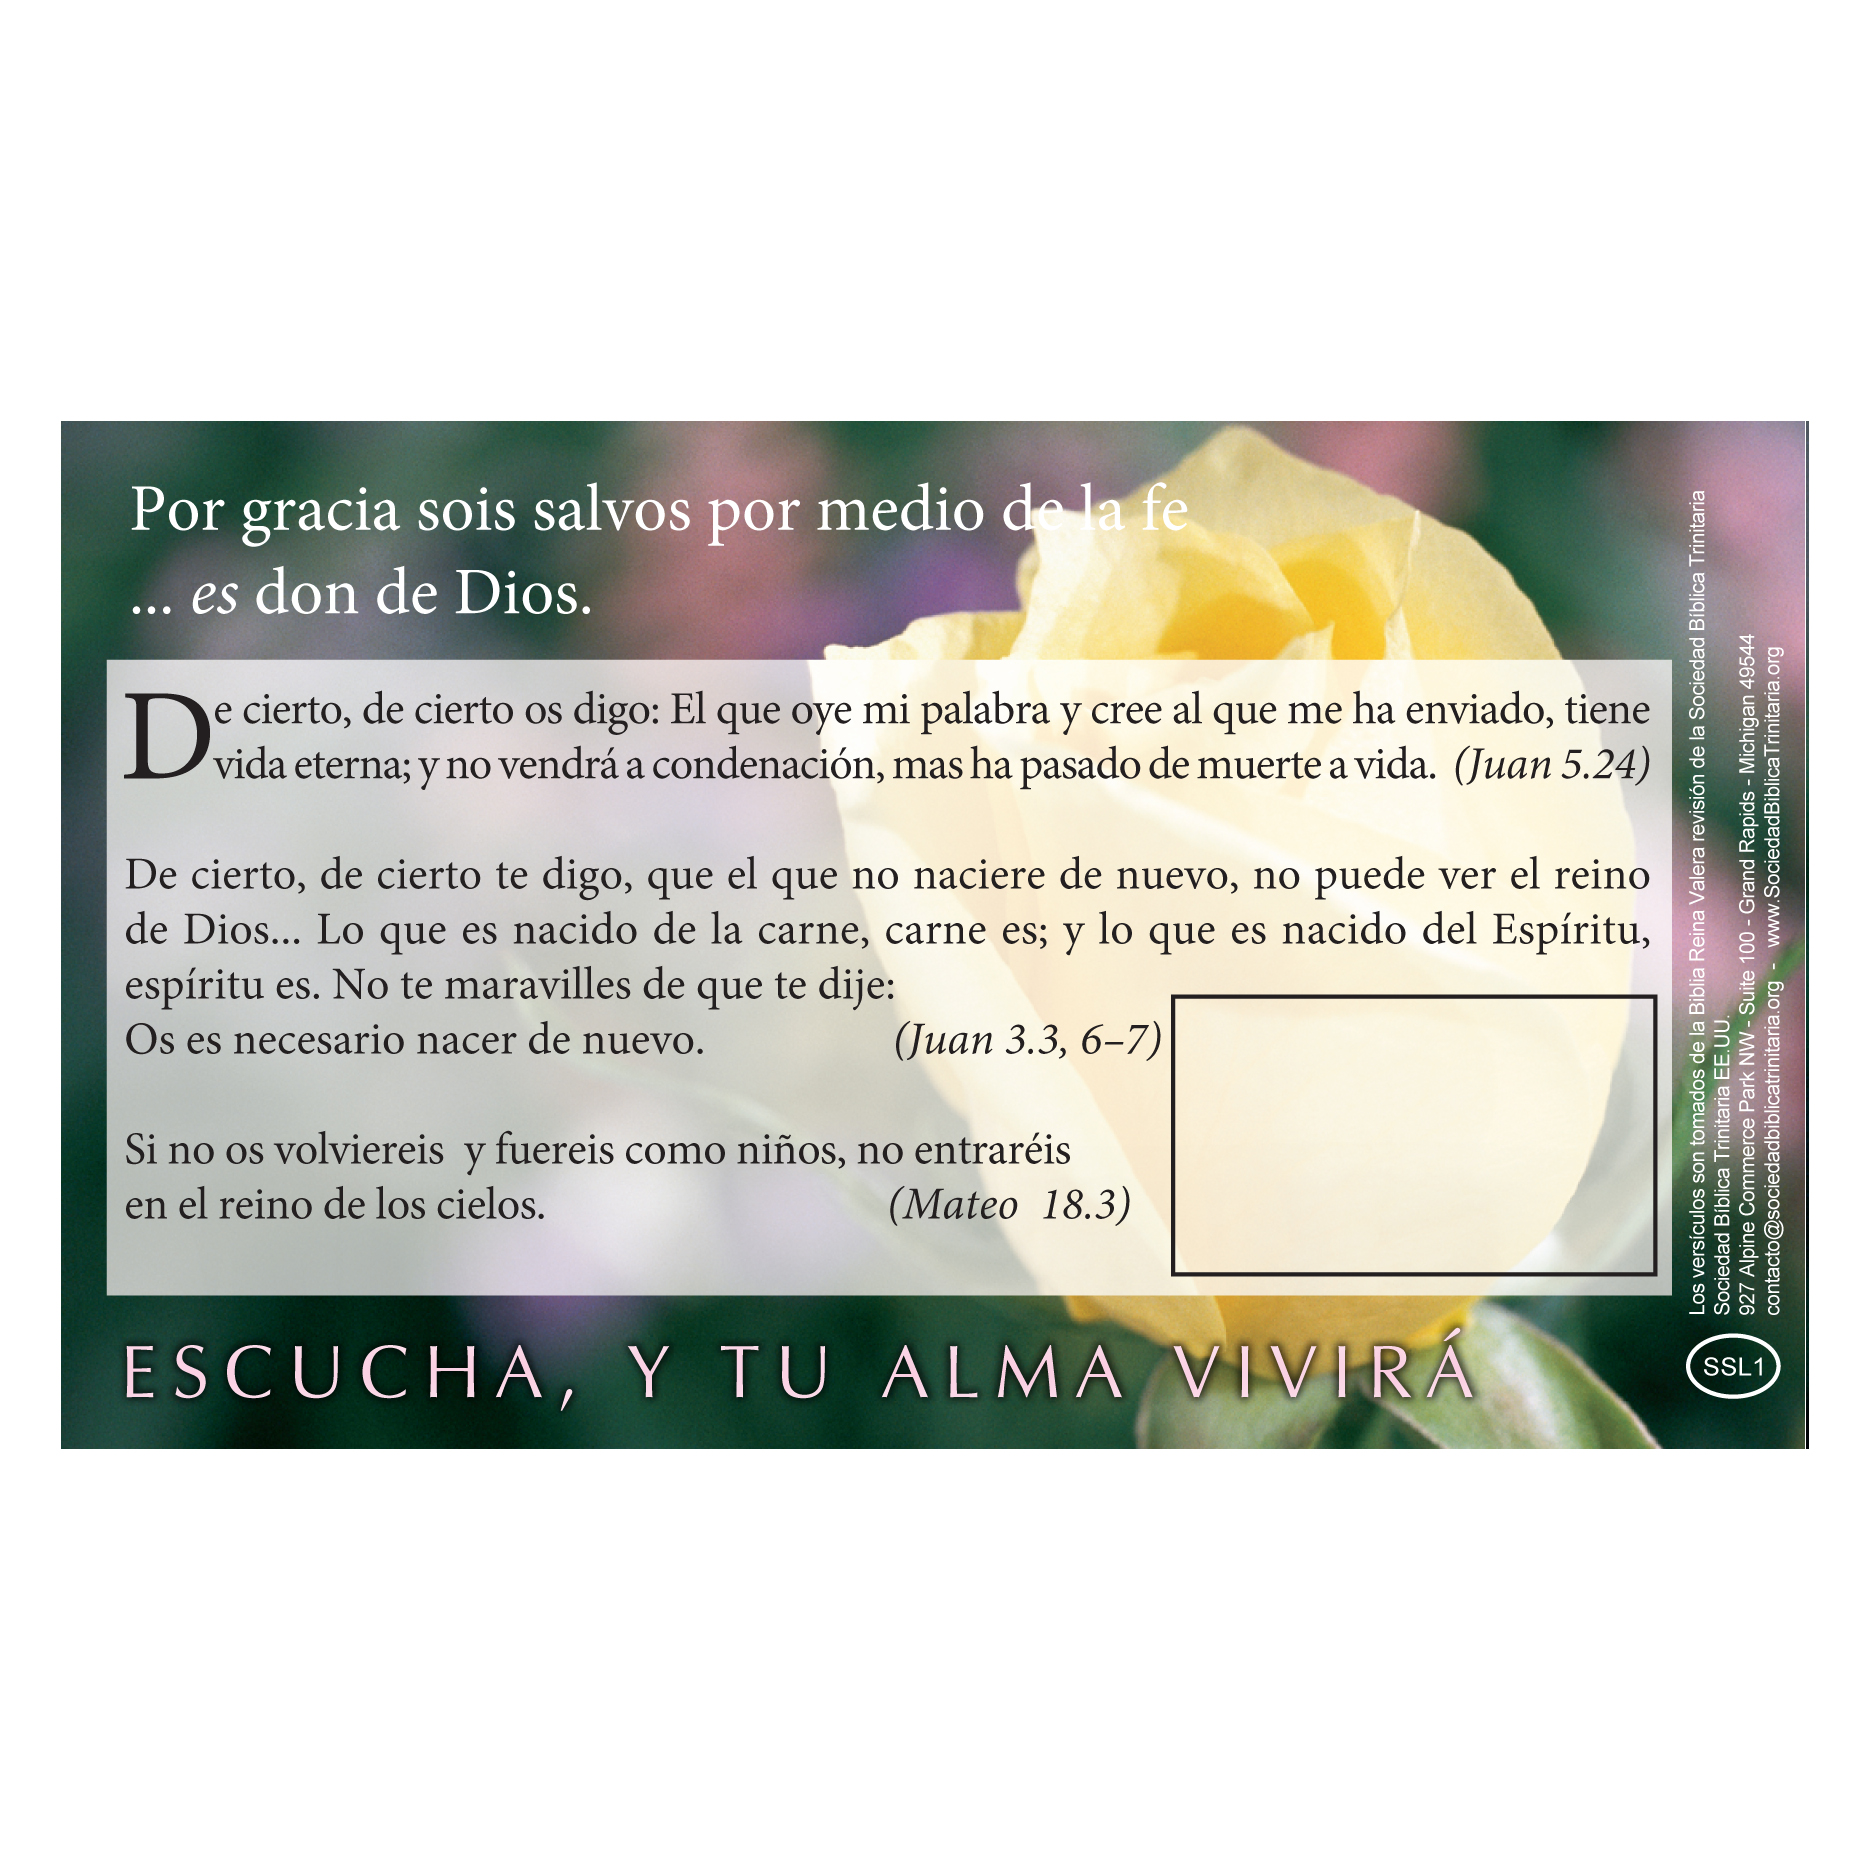 Por gracia sois salvos por medio de la fe
... es don de Dios.
De cierto, de cierto os digo: El que oye mi palabra y cree al que me ha enviado, tiene
vida eterna; y no vendrá a condenación, mas ha pasado de muerte a vida. (Juan 5.24)
De cierto, de cierto te digo, que el que no naciere de nuevo, no puede ver el reino
de Dios... Lo que es nacido de la carne, carne es; y lo que es nacido del Espíritu,
espíritu es. No te maravilles de que te dije:
Os es necesario nacer de nuevo. (Juan 3.3, 6–7)
Si no os volviereis y fuereis como niños, no entraréis
en el reino de los cielos. (Mateo 18.3)
ESCUCHA, Y TU ALMA VIVIRÁ
Los versículos son tomados de la Biblia Reina Valera revisión de la Sociedad Bíblica Trinitaria
Sociedad Bíblica Trinitaria EE.UU.
927 Alpine Commerce Park NW - Suite 100 - Grand Rapids - Michigan 49544
contacto@sociedadbiblicatrinitaria.org - www.SociedadBiblicaTrinitaria.org
SSL1